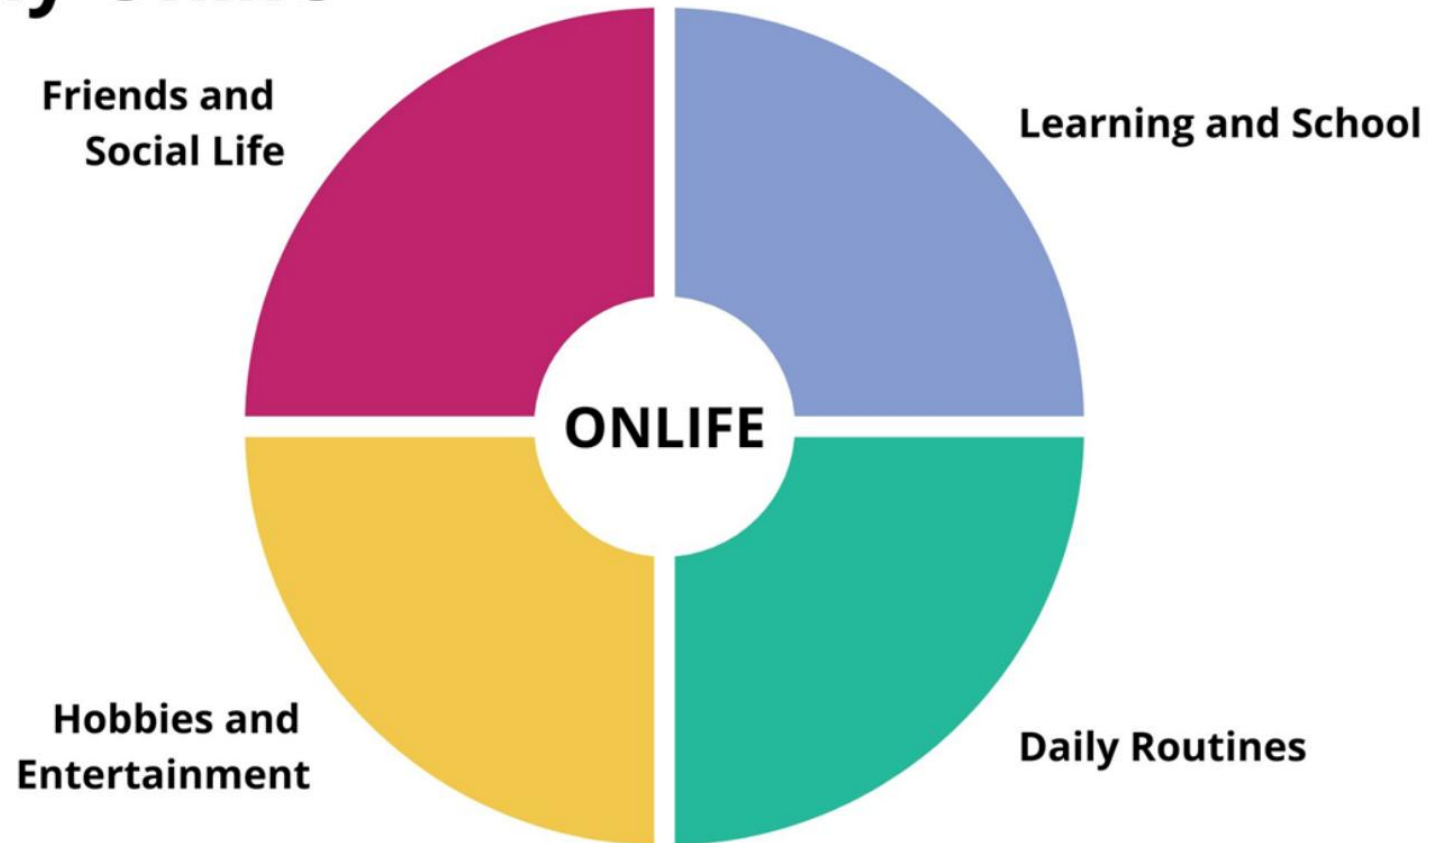 Friends and
Social Life
Learning and School
ONLIFE
Hobbies and
Entertainment
Daily Routines